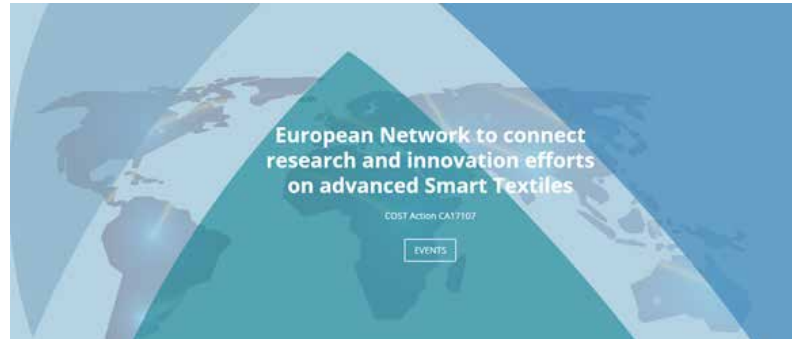 European Network to connect
research and innovation efforts
on advanced Smart Textiles
COST Action CA17107
EVENTS